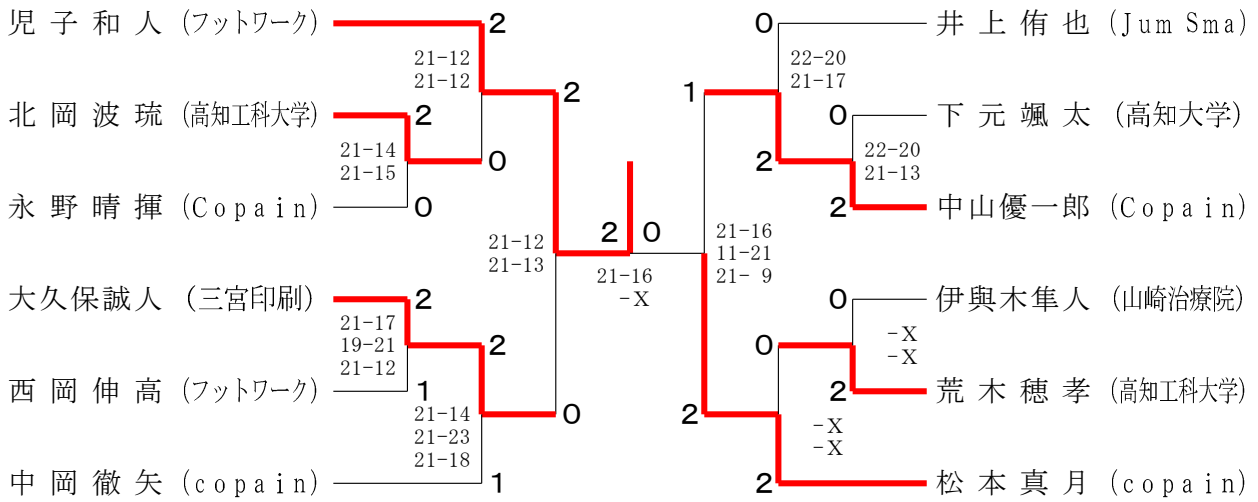 児子和人 (フットワーク)
2
21-12
21-12
北岡波琉 (高知工科大学)
2
21-14
21-15
0
永野晴揮 (Copain)
0
2
21-12
21-13
大久保誠人 (三宮印刷)
2
21-17
19-21
21-12
2
西岡伸高 (フットワーク)
1
21-14
21-23
21-18
0
中岡徹矢 (copain)
1
2 0
21-16
-X
0
井上侑也 (Jum Sma)
22-20
21-17
1
0
下元颯太 (高知大学)
22-20
21-13
2
2
中山優一郎 (Copain)
21-16
11-21
21- 9
0
伊與木隼人 (山崎治療院)
-X
-X
0
2
荒木穂孝 (高知工科大学)
2
-X
-X
2
松本真月 (copain)